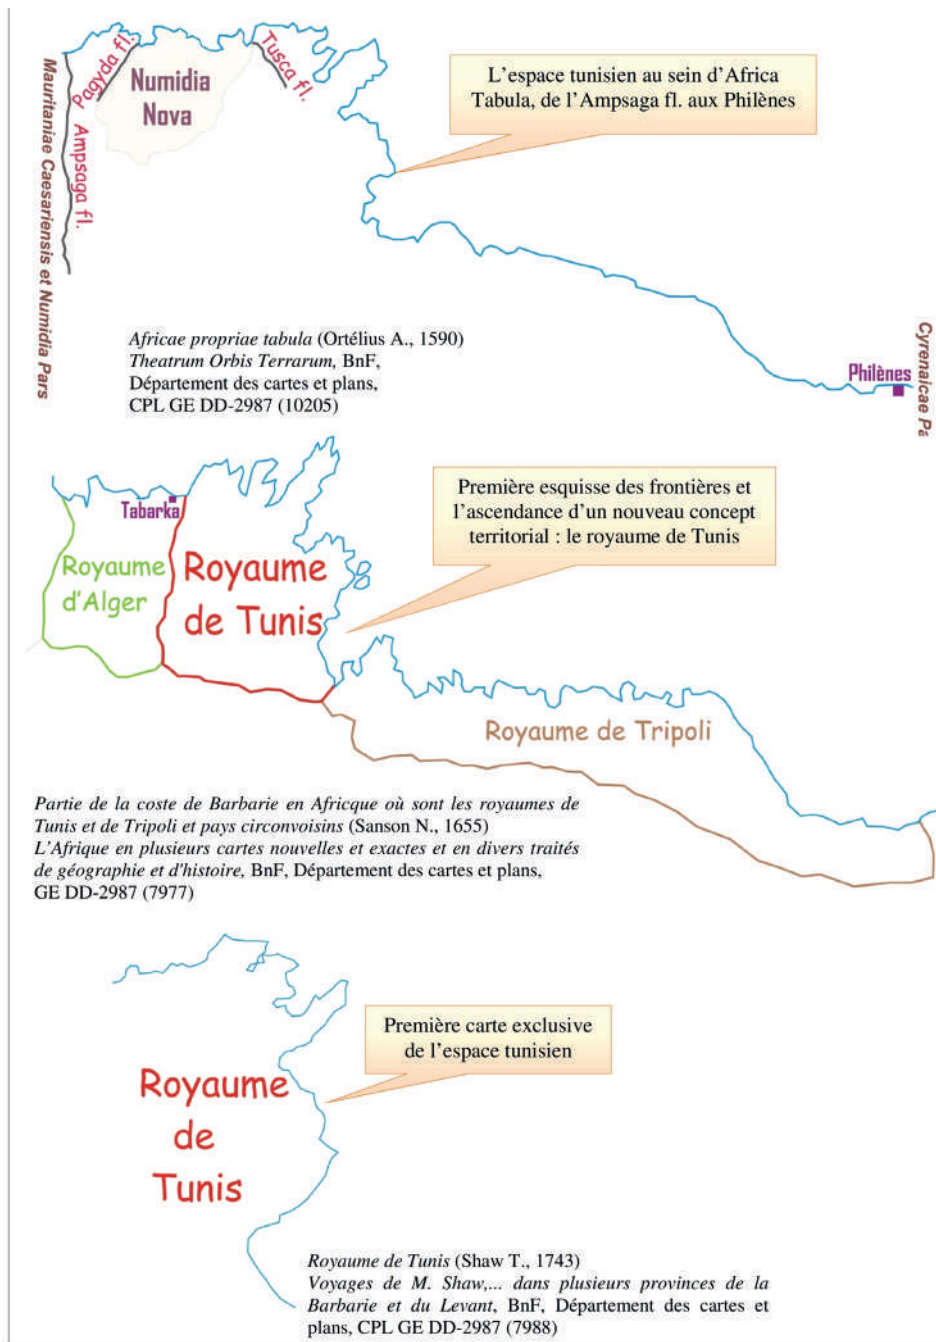 Pagyda fl.
Tusca fl.
Numidia
Nova
Mauritaniae Caesariensis et Numidia Pars
Ampsaga fl.
L’espace tunisien au sein d’Africa
Tabula, de l’Ampsaga fl. aux Philènes
Africae propriae tabula (Ortélius A., 1590)
Theatrum Orbis Terrarum, BnF,
Département des cartes et plans,
CPL GE DD-2987 (10205)
Philènes
Cyrenaicae Pa
Tabarka
Première esquisse des frontières et
l’ascendance d’un nouveau concept
territorial : le royaume de Tunis
Royaume
d’Alger
Royaume
de Tunis
Royaume de Tripoli
Partie de la coste de Barbarie en Africque où sont les royaumes de
Tunis et de Tripoli et pays circonvoisins (Sanson N., 1655)
L’Afrique en plusieurs cartes nouvelles et exactes et en divers traités
de géographie et d'histoire, BnF, Département des cartes et plans,
GE DD-2987 (7977)
Première carte exclusive
de l’espace tunisien
Royaume
de
Tunis
Royaume de Tunis (Shaw T., 1743)
Voyages de M. Shaw,... dans plusieurs provinces de la
Barbarie et du Levant, BnF, Département des cartes et
plans, CPL GE DD-2987 (7988)